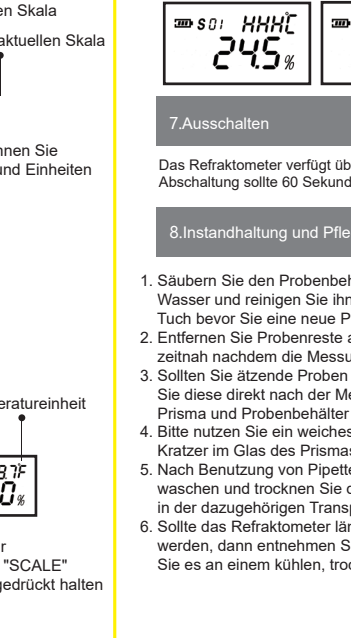 en Skala
aktuellen Skala
nnen Sie
und Einheiten
eratureinheit
8.7°F
0%
r
"SCALE"
gedrückt halten
S01 HHH°C
24.5%
7.Ausschalten
Das Refraktometer verfügt üb
Abschaltung sollte 60 Sekund
8.Instandhaltung und Pfle
1. Säubern Sie den Probenbeh
Wasser und reinigen Sie ihn
Tuch bevor Sie eine neue P
2. Entfernen Sie Probenreste a
zeitnah nachdem die Messu
3. Sollten Sie ätzende Proben
Sie diese direkt nach der Me
Prisma und Probenbehälter
4. Bitte nutzen Sie ein weiches
Kratzer im Glas des Prismas
5. Nach Benutzung von Pipette
waschen und trocknen Sie d
in der dazugehörigen Transp
6. Sollte das Refraktometer lär
werden, dann entnehmen S
Sie es an einem kühlen, troc